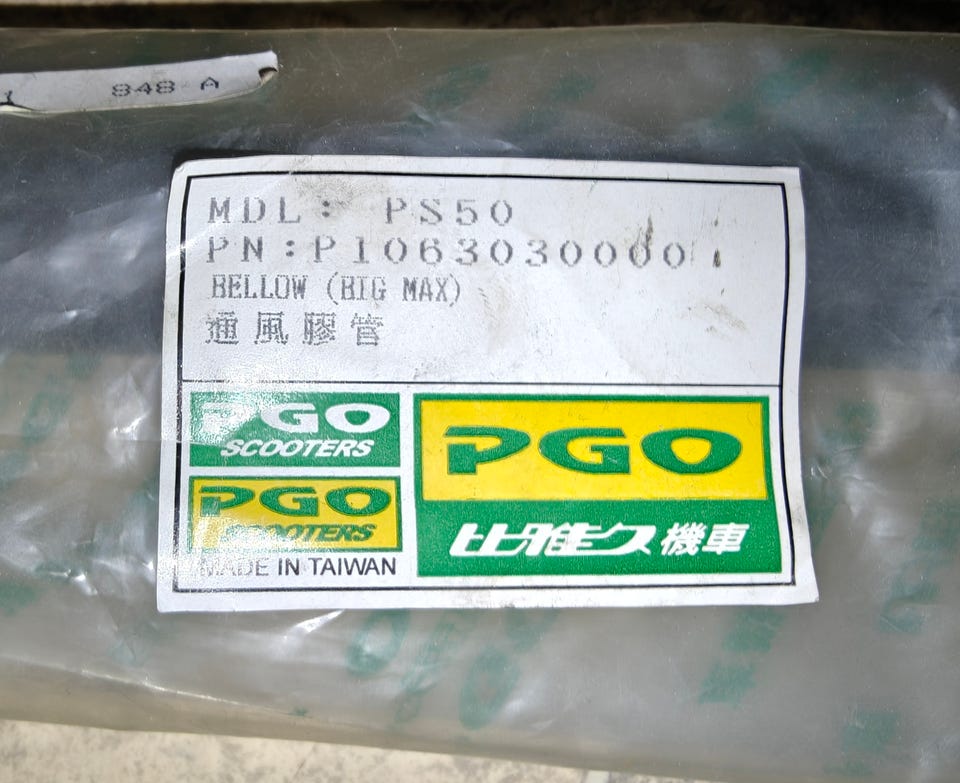 848 A
MDL: PS50
PN:P10630300001
BELLOW (BIG MAX)
通風膠管
PGO
SCOOTERS
PGO
SCOOTERS
MADE IN TAIWAN
PGO
比雅久機車